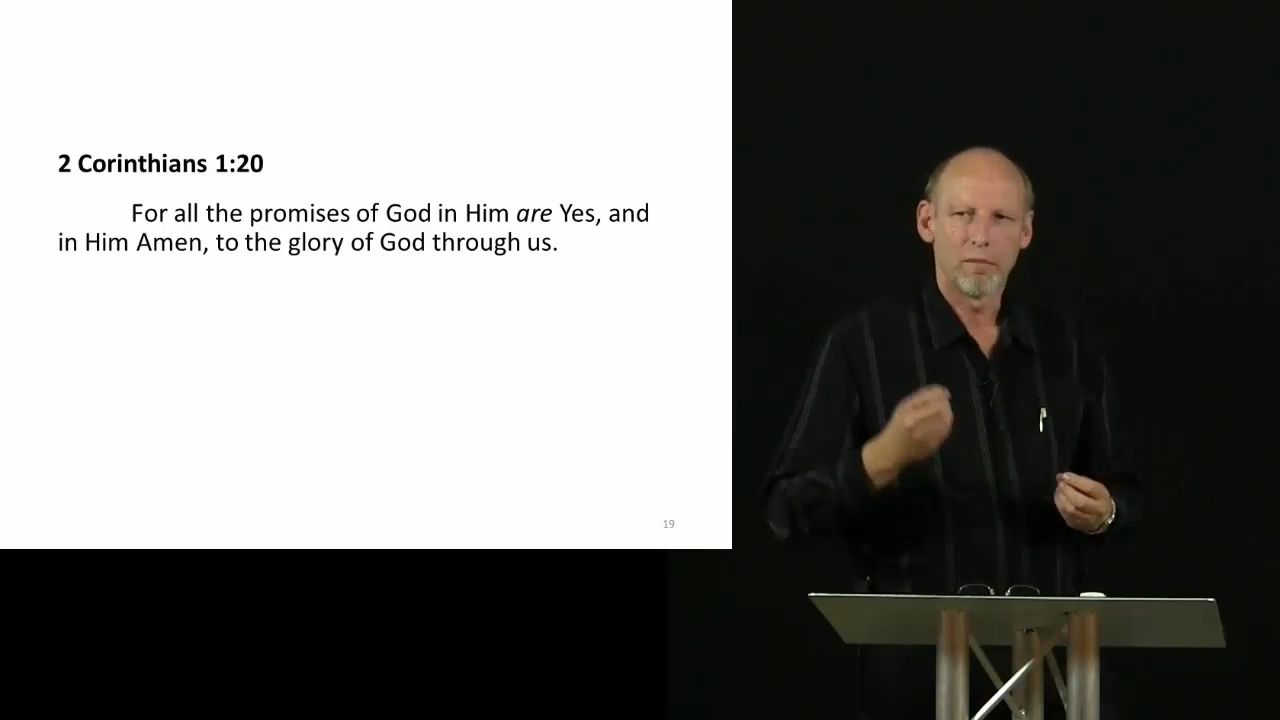 2 Corinthians 1:20
For all the promises of God in Him are Yes, and
in Him Amen, to the glory of God through us.
19